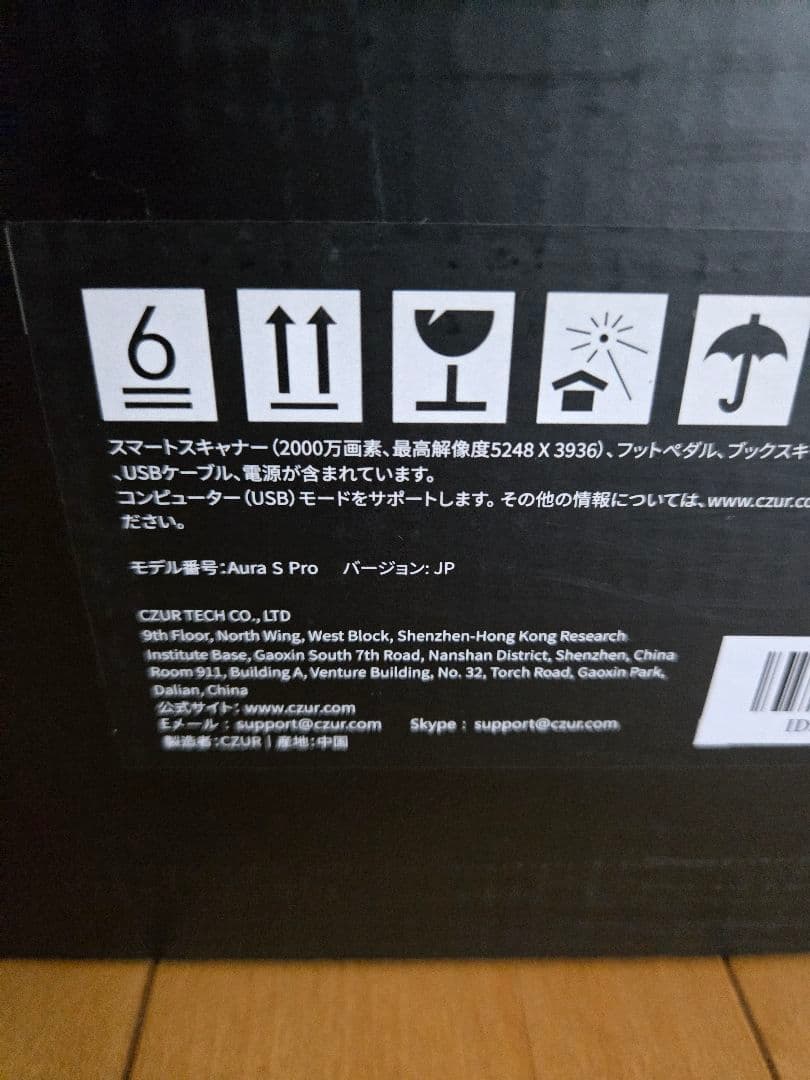 6
スマートスキャナー(2000万画素、最高解像度5248 X 3936)、フットペダル、ブックスキ
、USBケーブル、電源が含まれています。
コンピューター(USB)モードをサポートします。その他の情報については、www.czur.co
ださい。
モデル番号:Aura S Pro バージョン: JP
CZUR TECH CO., LTD
9th Floor, North Wing, West Block, Shenzhen-Hong Kong Research
Institute Base, Gaoxin South 7th Road, Nanshan District, Shenzhen, China
Room 911, Building A, Venture Building, No. 32, Torch Road, Gaoxin Park,
Dalian, China
公式サイト: www.czur.com
Eメール : support@czur.com Skype : support@czur.com
製造者:CZUR | 産地:中国